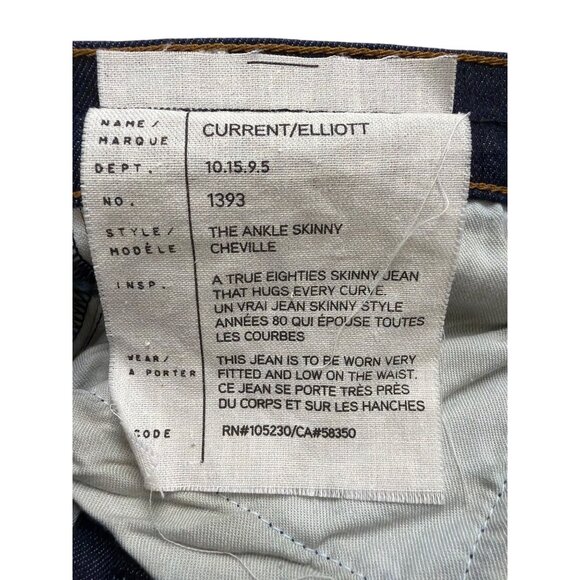 NAME/ CURRENT/ELLIOTT
MARQUE
DEPT. 10.15.9.5
NO. 1393
STYLE/ THE ANKLE SKINNY
MODÈLE CHEVILLE
INSP. A TRUE EIGHTIES SKINNY JEAN
THAT HUGS EVERY CURVE.
UN VRAI JEAN SKINNY STYLE
ANNÉES 80 QUI ÉPOUSE TOUTES
LES COURBES
WEAR/ THIS JEAN IS TO BE WORN VERY
A PORTER FITTED AND LOW ON THE WAIST.
CE JEAN SE PORTE TRÈS PRÈS
DU CORPS ET SUR LES HANCHES
CODE RN#105230/CA#58350